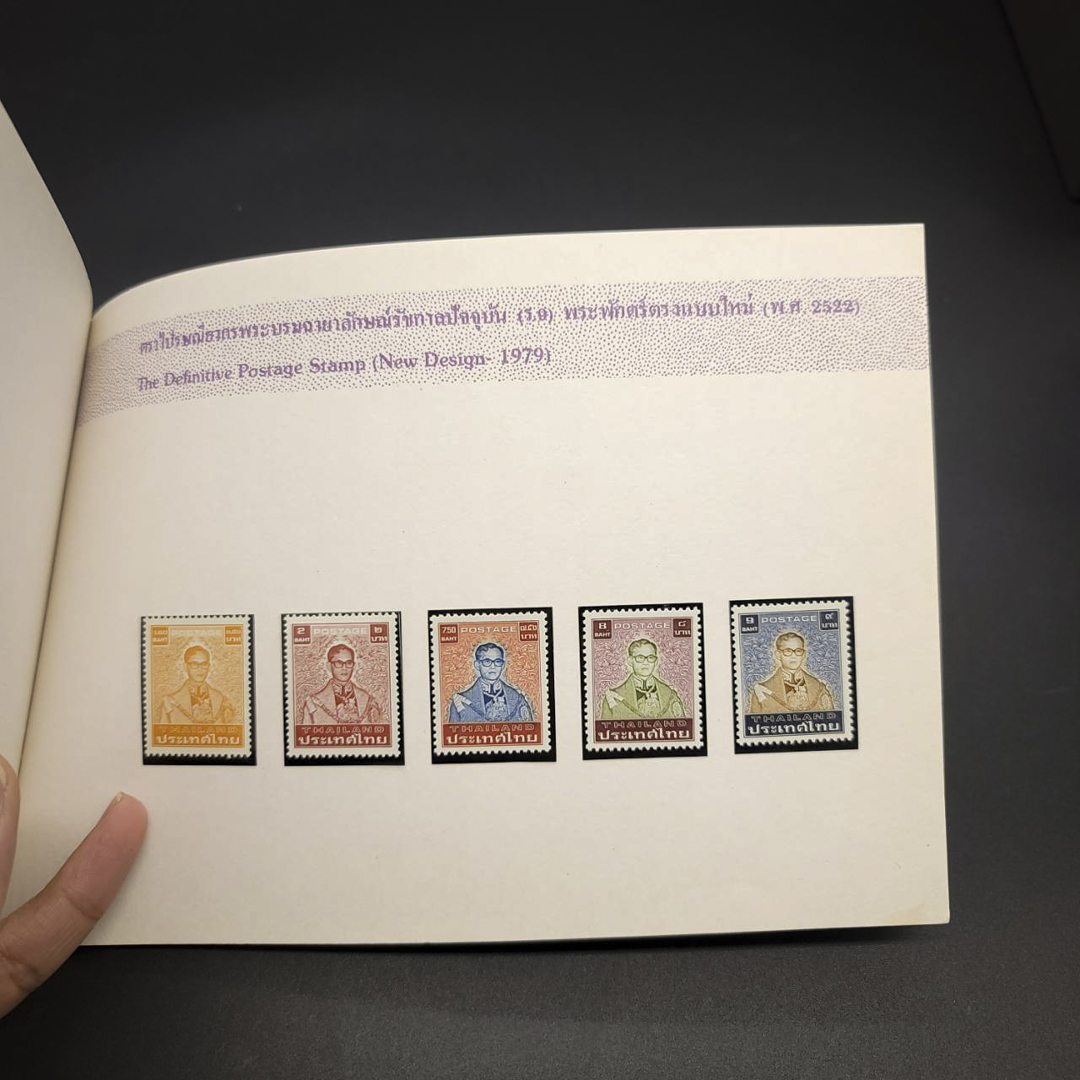 ตราไปรษณียากรพระบรมฉายาลักษณ์รัชกาลปัจจุบัน (ร.๑) พระพักตร์ตรงแบบใหม่ (พ.ศ. 2522)
The Definitive Postage Stamp (New Design- 1979)
POSTAGE
บาท
BAHT
ประเทศไทย
2 POSTAGE ๒
BAHT บาท
THAILAND
ประเทศไทย
7.50 POSTAGE ๗.๕๐
BAHT บาท
THAILAND
ประเทศไทย
8 POSTAGE ๘
BAHT บาท
THAILAND
ประเทศไทย
9 POSTAGE ๙
BAHT บาท
THAILAND
ประเทศไทย